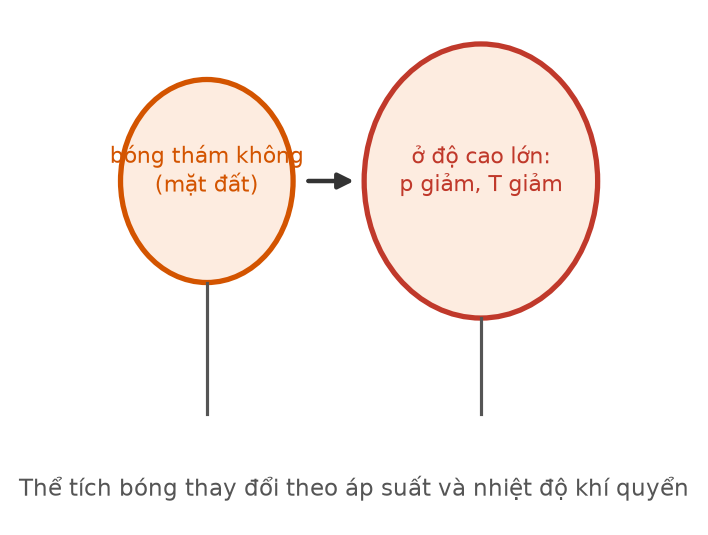 bóng thám không
(mặt đất)
ở độ cao lớn:
p giảm, T giảm
Thể tích bóng thay đổi theo áp suất và nhiệt độ khí quyển